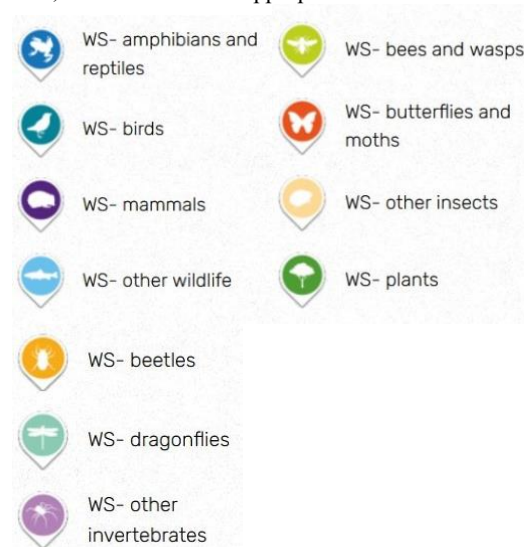 WS- amphibians and
reptiles
WS- birds
WS- mammals
WS- other wildlife
WS- beetles
WS- dragonflies
WS- other
invertebrates
WS- bees and wasps
WS- butterflies and
moths
WS- other insects
WS- plants